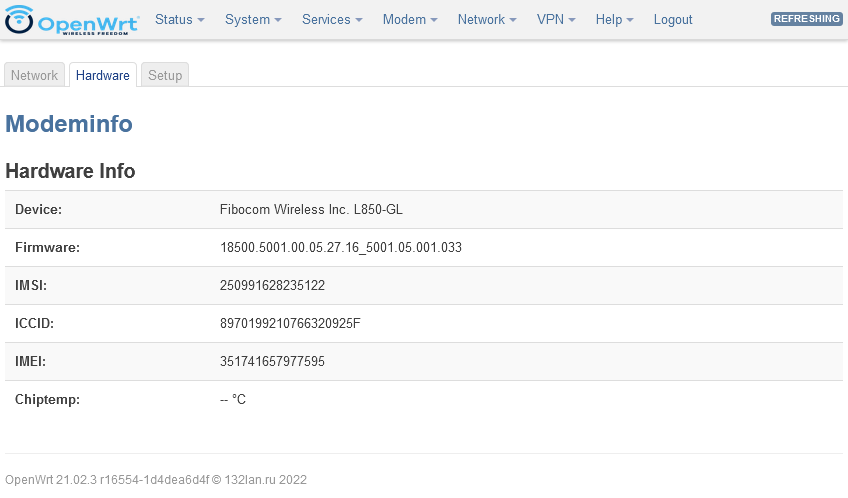 OpenWrt Status System Services Modem Network VPN Help Logout REFRESHING
WIRELESS FREEDOM
Network Hardware Setup
Modeminfo
Hardware Info
Device: Fibocom Wireless Inc. L850-GL
Firmware: 18500.5001.00.05.27.16_5001.05.001.033
IMSI: 250991628235122
ICCID: 8970199210766320925F
IMEI: 351741657977595
Chiptemp: -- °C
OpenWrt 21.02.3 r16554-1d4dea6d4f © 132lan.ru 2022